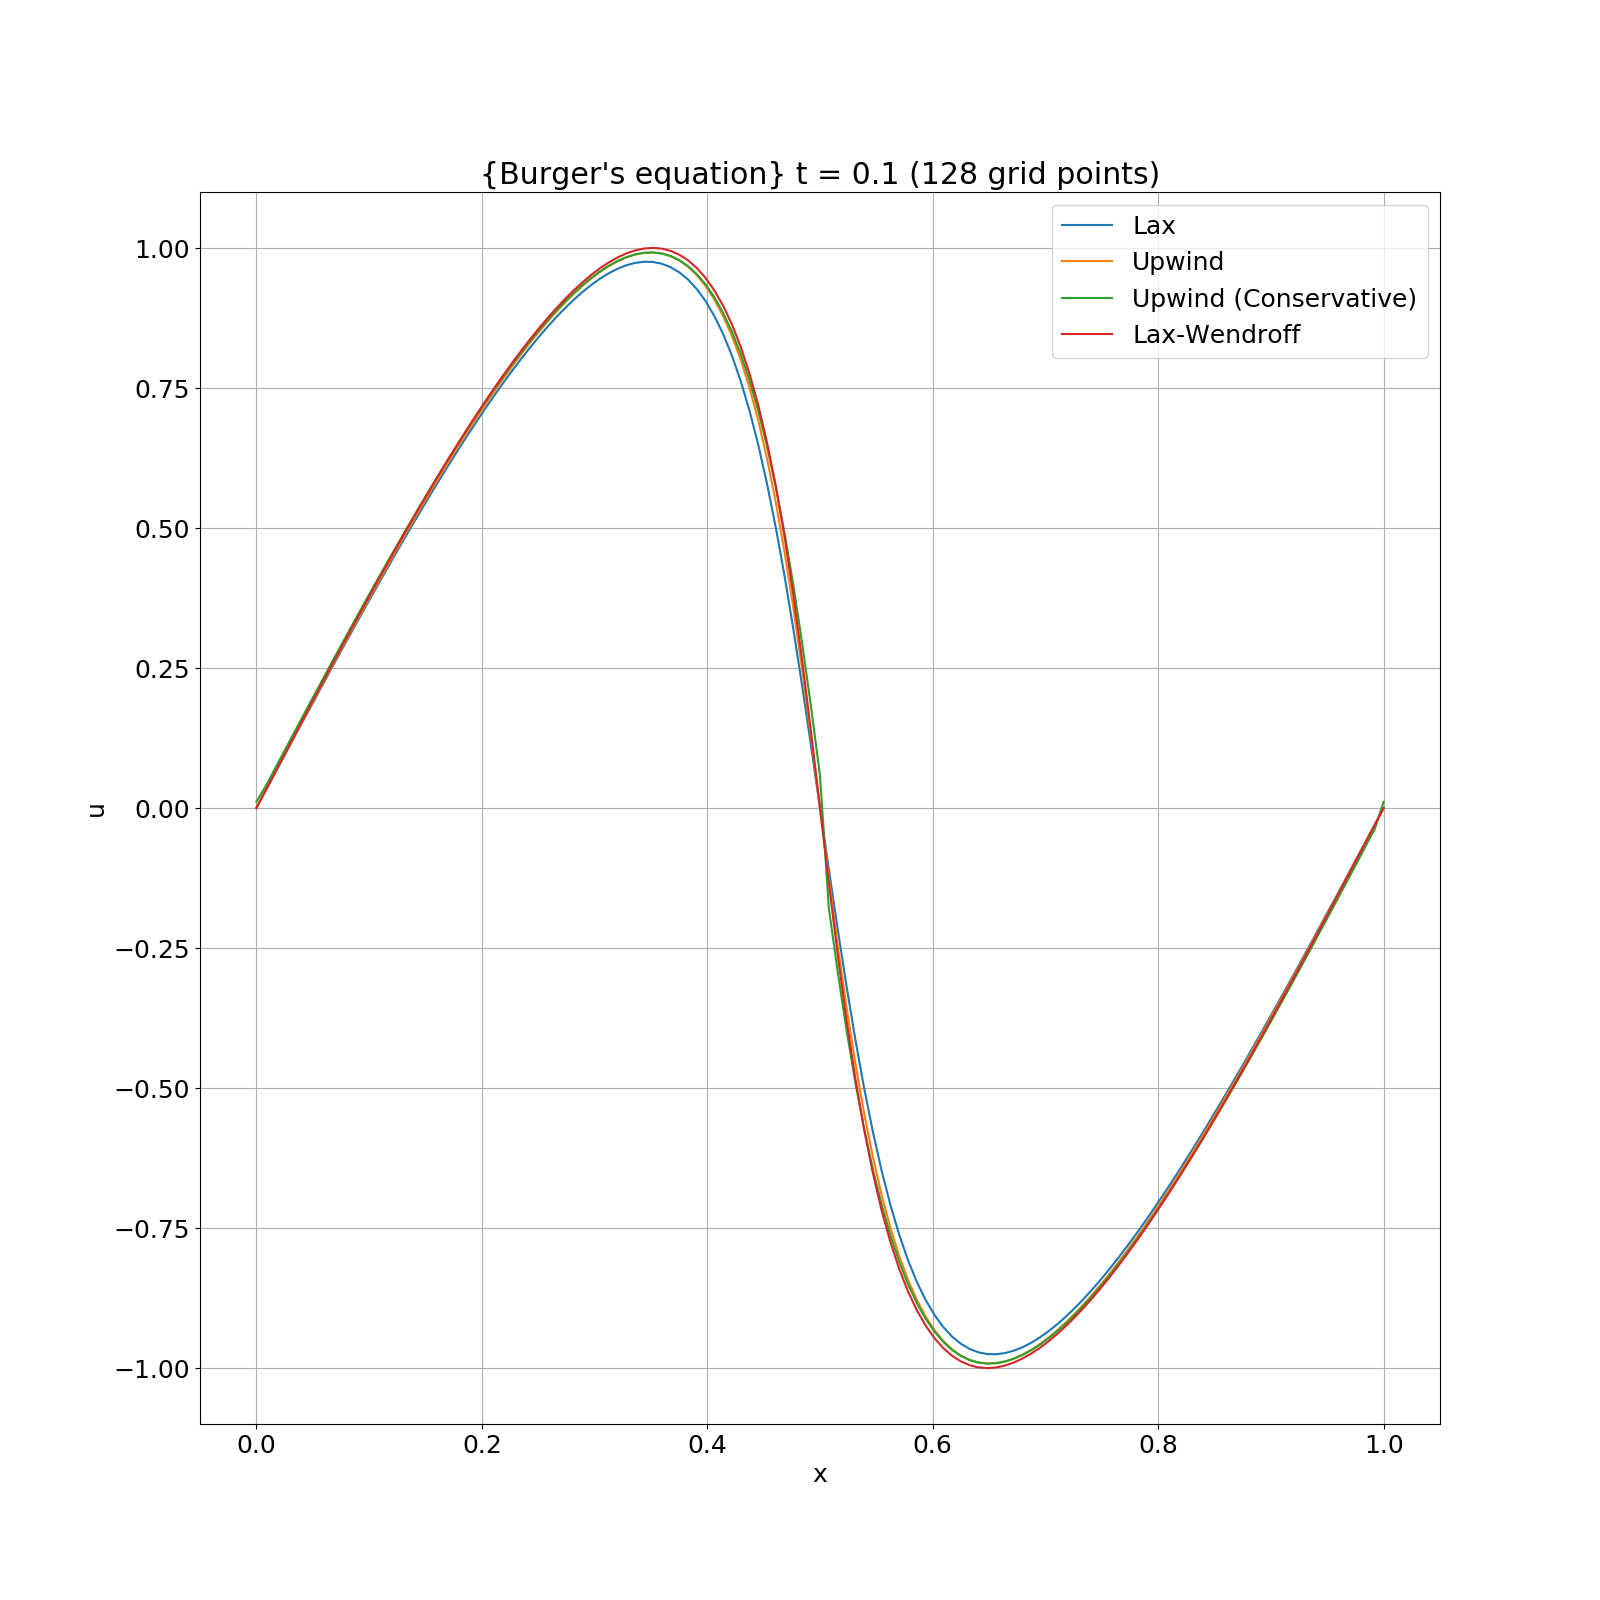 {Burger's equation} t = 0.1 (128 grid points)
Lax
Upwind
Upwind (Conservative)
Lax-Wendroff
1.00
0.75
0.50
0.25
0.00
−0.25
−0.50
−0.75
−1.00
u
0.0 0.2 0.4 0.6 0.8 1.0
x